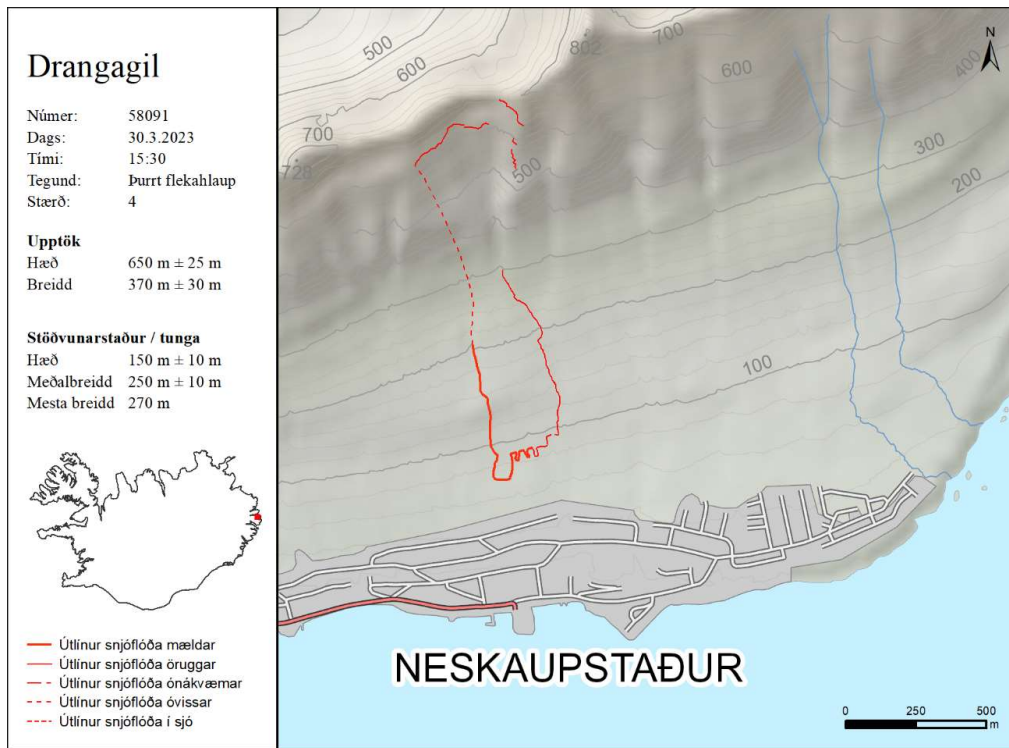 Drangagil
Númer: 58091
Dags: 30.3.2023
Tími: 15:30
Tegund: Þurrt flekahlaup
Stærð: 4
Upptök
Hæð 650 m ± 25 m
Breidd 370 m ± 30 m
Stöðvunarstaður / tunga
Hæð 150 m ± 10 m
Meðalbreidd 250 m ± 10 m
Mesta breidd 270 m
Útlínur snjóflóða mældar
Útlínur snjóflóða öruggar
Útlínur snjóflóða ónákvæmar
Útlínur snjóflóða óvissar
Útlínur snjóflóða í sjó
500
600
802
700
600
400
N
700
728
500
300
200
100
NESKAUPSTAÐUR
0 250 500
m